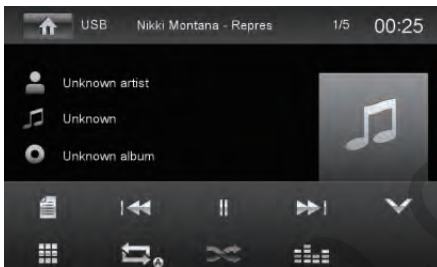 USB Nikki Montana - Repres 1/5 00:25
Unknown artist
Unknown
Unknown album